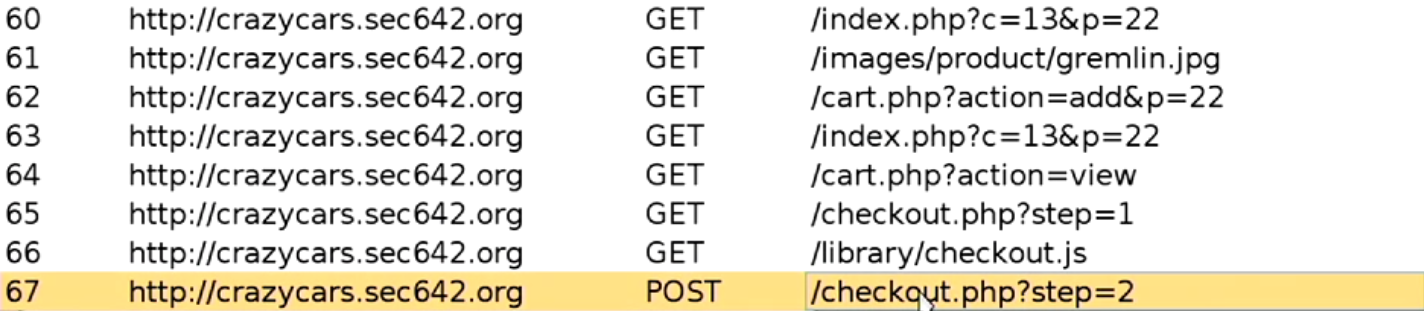 60 http://crazycars.sec642.org GET /index.php?c=13&p=22
61 http://crazycars.sec642.org GET /images/product/gremlin.jpg
62 http://crazycars.sec642.org GET /cart.php?action=add&p=22
63 http://crazycars.sec642.org GET /index.php?c=13&p=22
64 http://crazycars.sec642.org GET /cart.php?action=view
65 http://crazycars.sec642.org GET /checkout.php?step=1
66 http://crazycars.sec642.org GET /library/checkout.js
67 http://crazycars.sec642.org POST /checkout.php?step=2